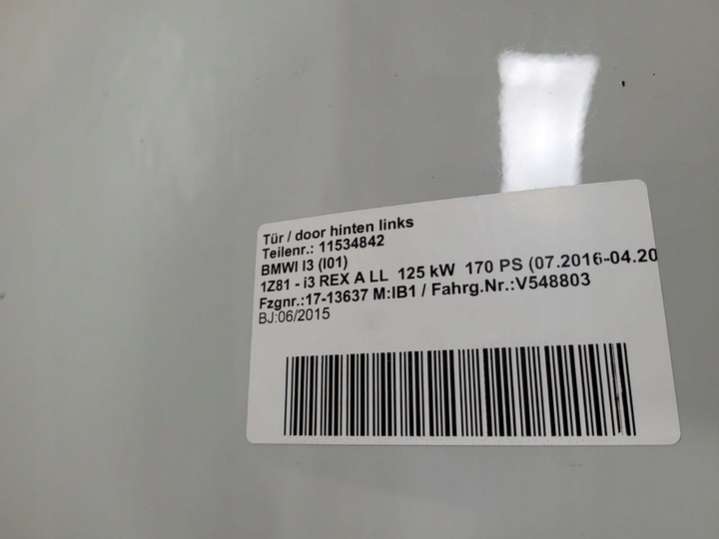 Tür / door hinten links
Teilenr.: 11534842
BMWI I3 (I01)
1Z81 - i3 REX A LL 125 kW 170 PS (07.2016-04.20
Fzgnr.:17-13637 M:IB1 / Fahrg.Nr.:V548803
BJ:06/2015